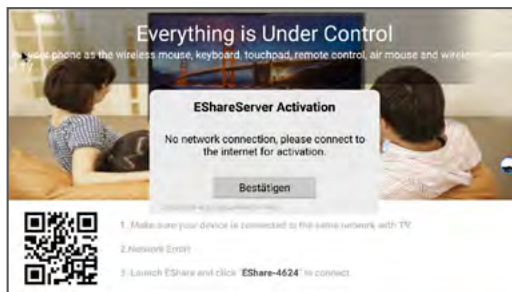 Everything is Under Control
your phone as the wireless mouse, keyboard, touchpad, remote control, air mouse and wireless
EShareServer Activation
No network connection, please connect to
the internet for activation.
Bestätigen
1. Make sure your device is connected to the same network with TV
2.Network Error!
3. Launch EShare and click "EShare-4624" to connect